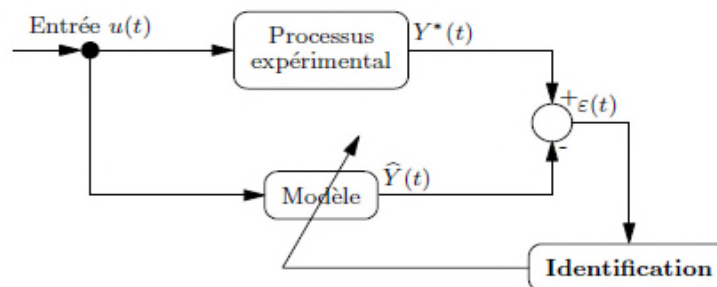 Entrée u(t)
Processus
expérimental
Y*(t)
+
ε(t)
-
Modèle
Ŷ(t)
Identification